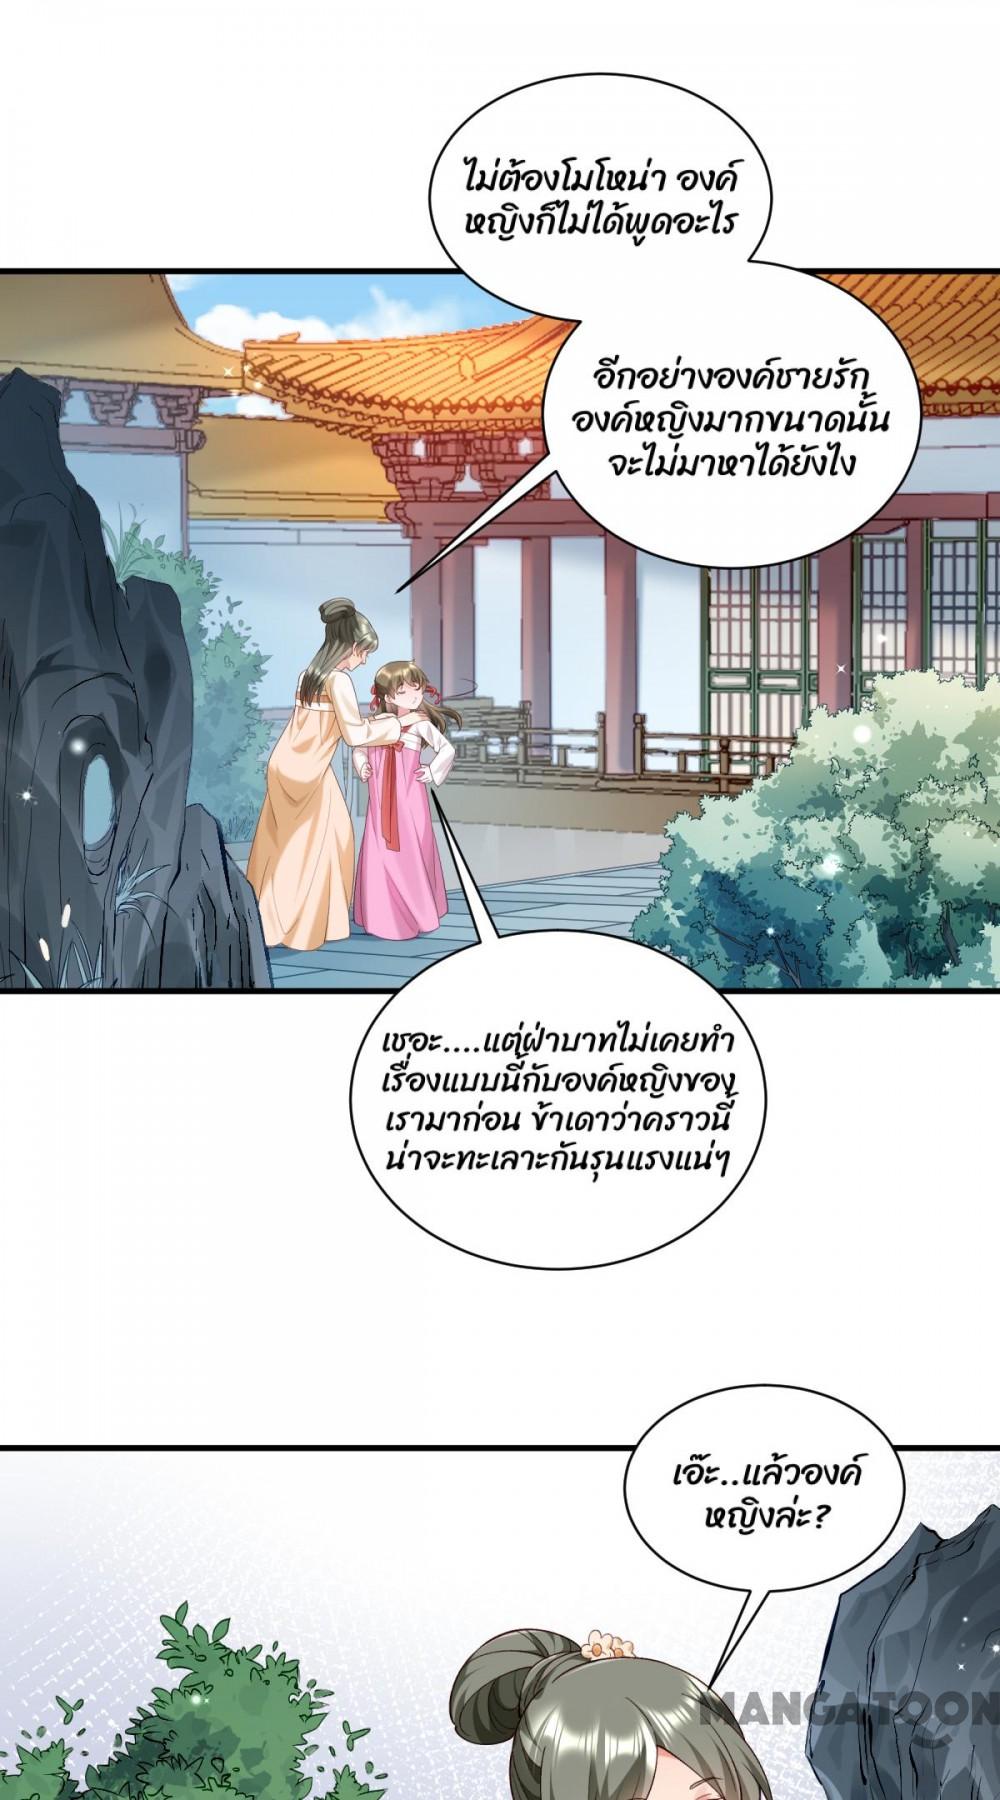 ไม่ต้องโมโหน่า องค์
หญิงก็ไม่ได้พูดอะไร
อีกอย่างองค์ชายรัก
องค์หญิงมากขนาดนั้น
จะไม่มาหาได้ยังไง
เชอะ....แต่ฝ่าบาทไม่เคยทำ
เรื่องแบบนี้กับองค์หญิงของ
เรามาก่อน ข้าเดาว่าคราวนี้
น่าจะทะเลาะกันรุนแรงแน่ๆ
เอ๊ะ..แล้วองค์
หญิงล่ะ?
MANGATOON